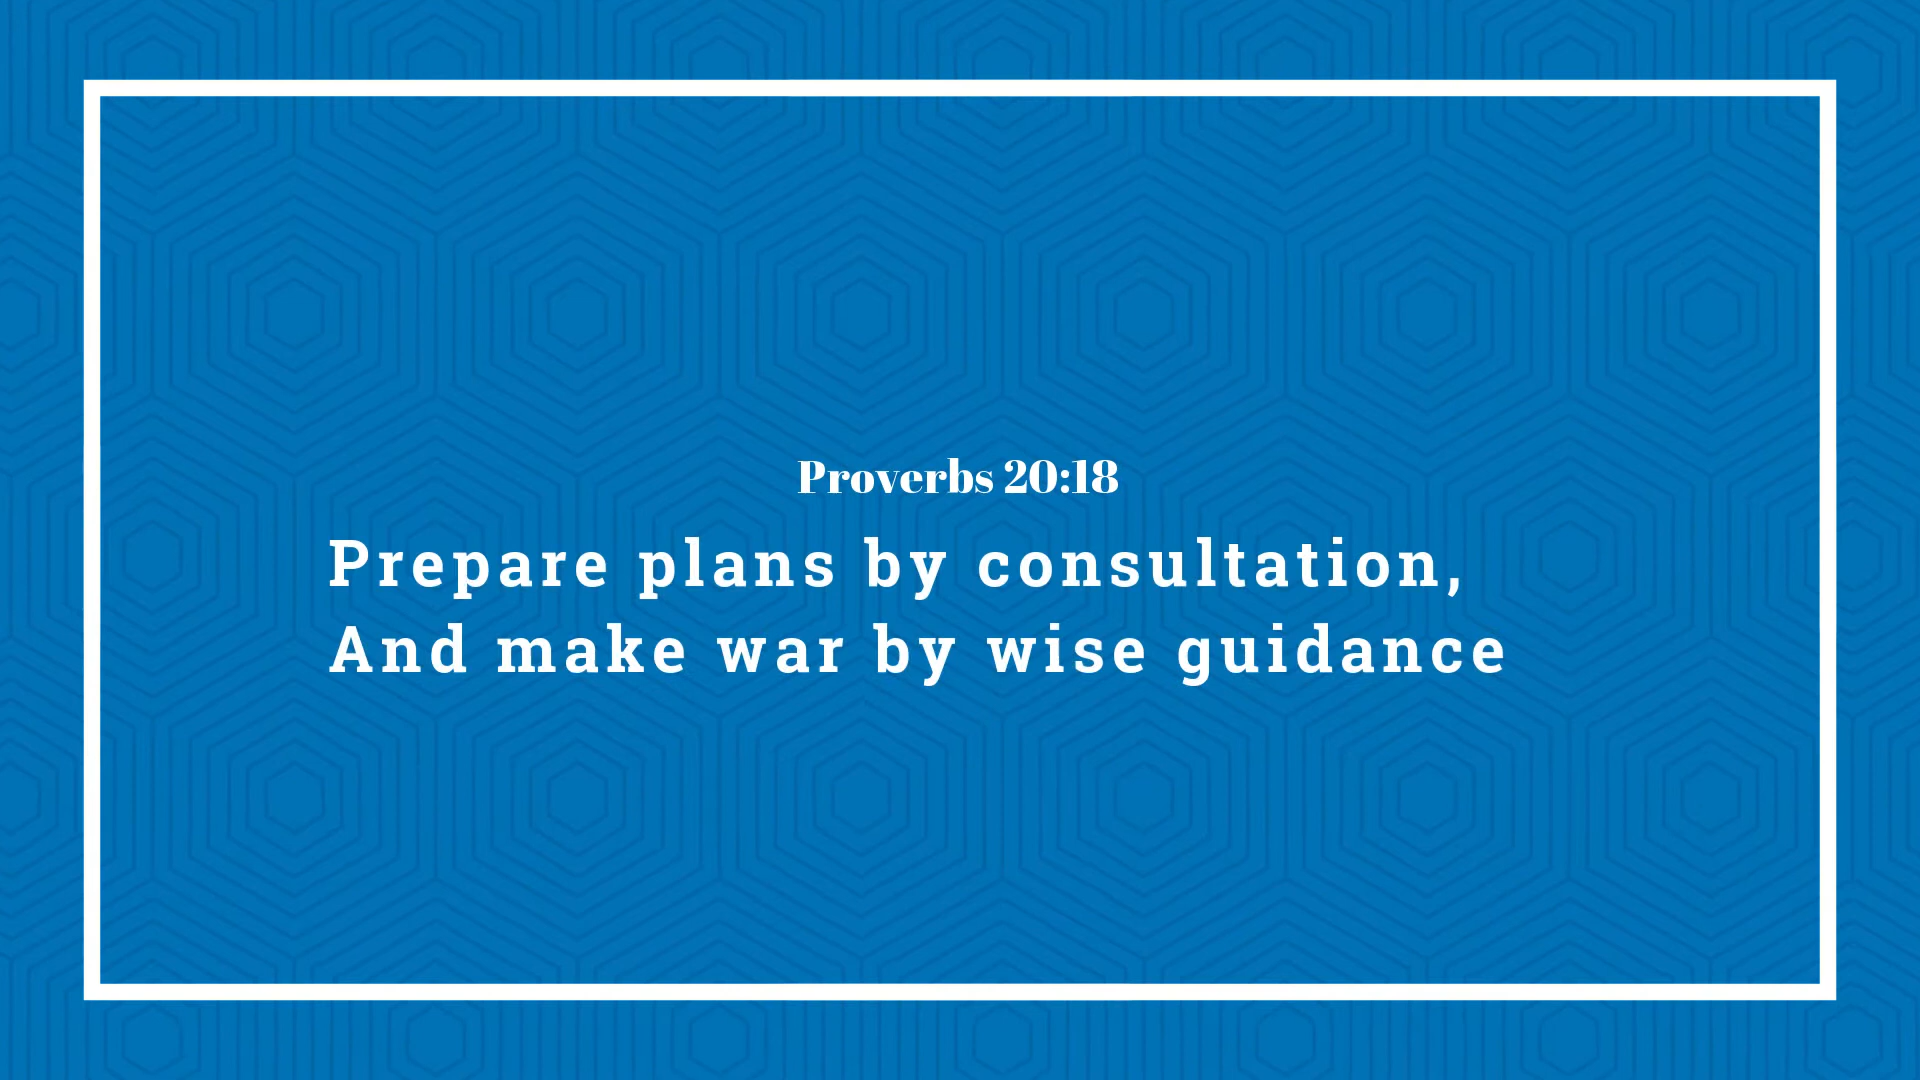 Proverbs 20:18
Prepare plans by consultation,
And make war by wise guidance